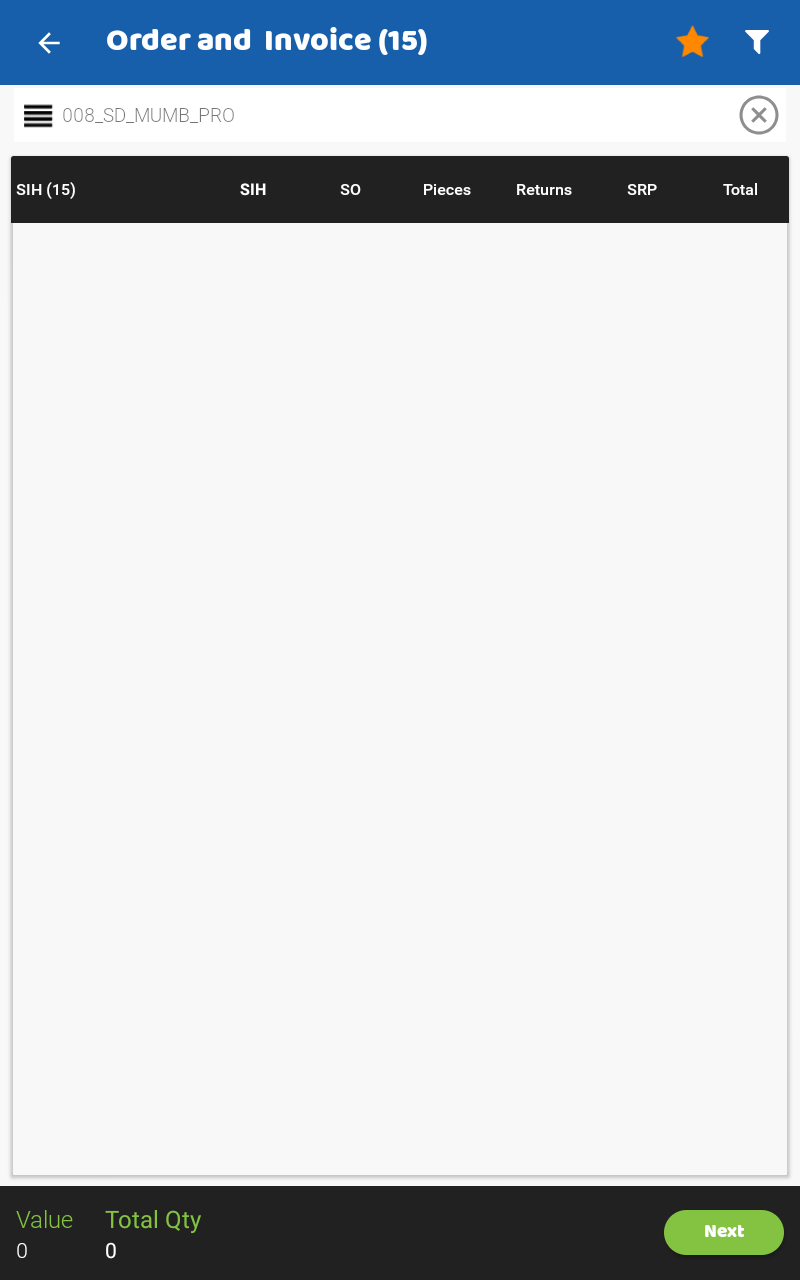 Order and  Invoice (15)
008_SD_MUMB_PRO
SIH (15) SIH SO Pieces Returns SRP Total
Value Total Qty
0 0
Next